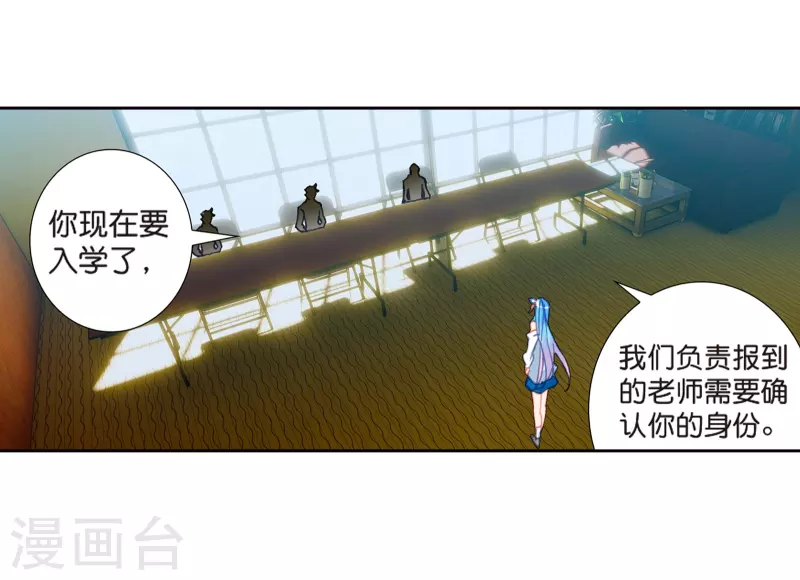 你现在要
入学了，
我们负责报到
的老师需要确
认你的身份。
漫画台